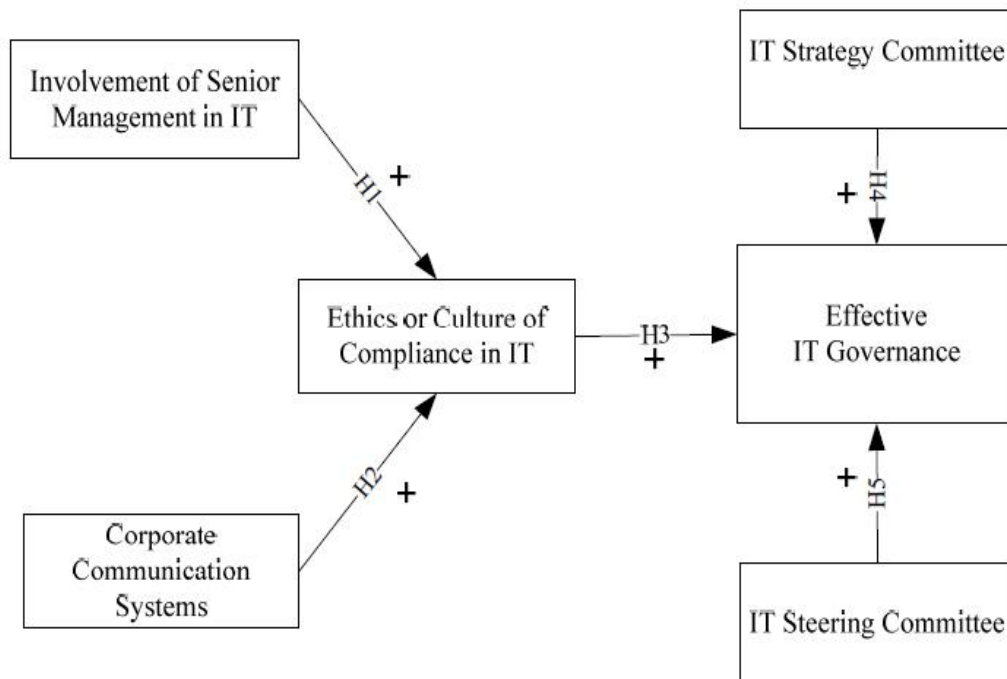 Involvement of Senior
Management in IT
IT Strategy Committee
+
H1
+
H4
Ethics or Culture of
Compliance in IT
H3
+
Effective
IT Governance
H2
+
+
H5
Corporate
Communication
Systems
IT Steering Committee